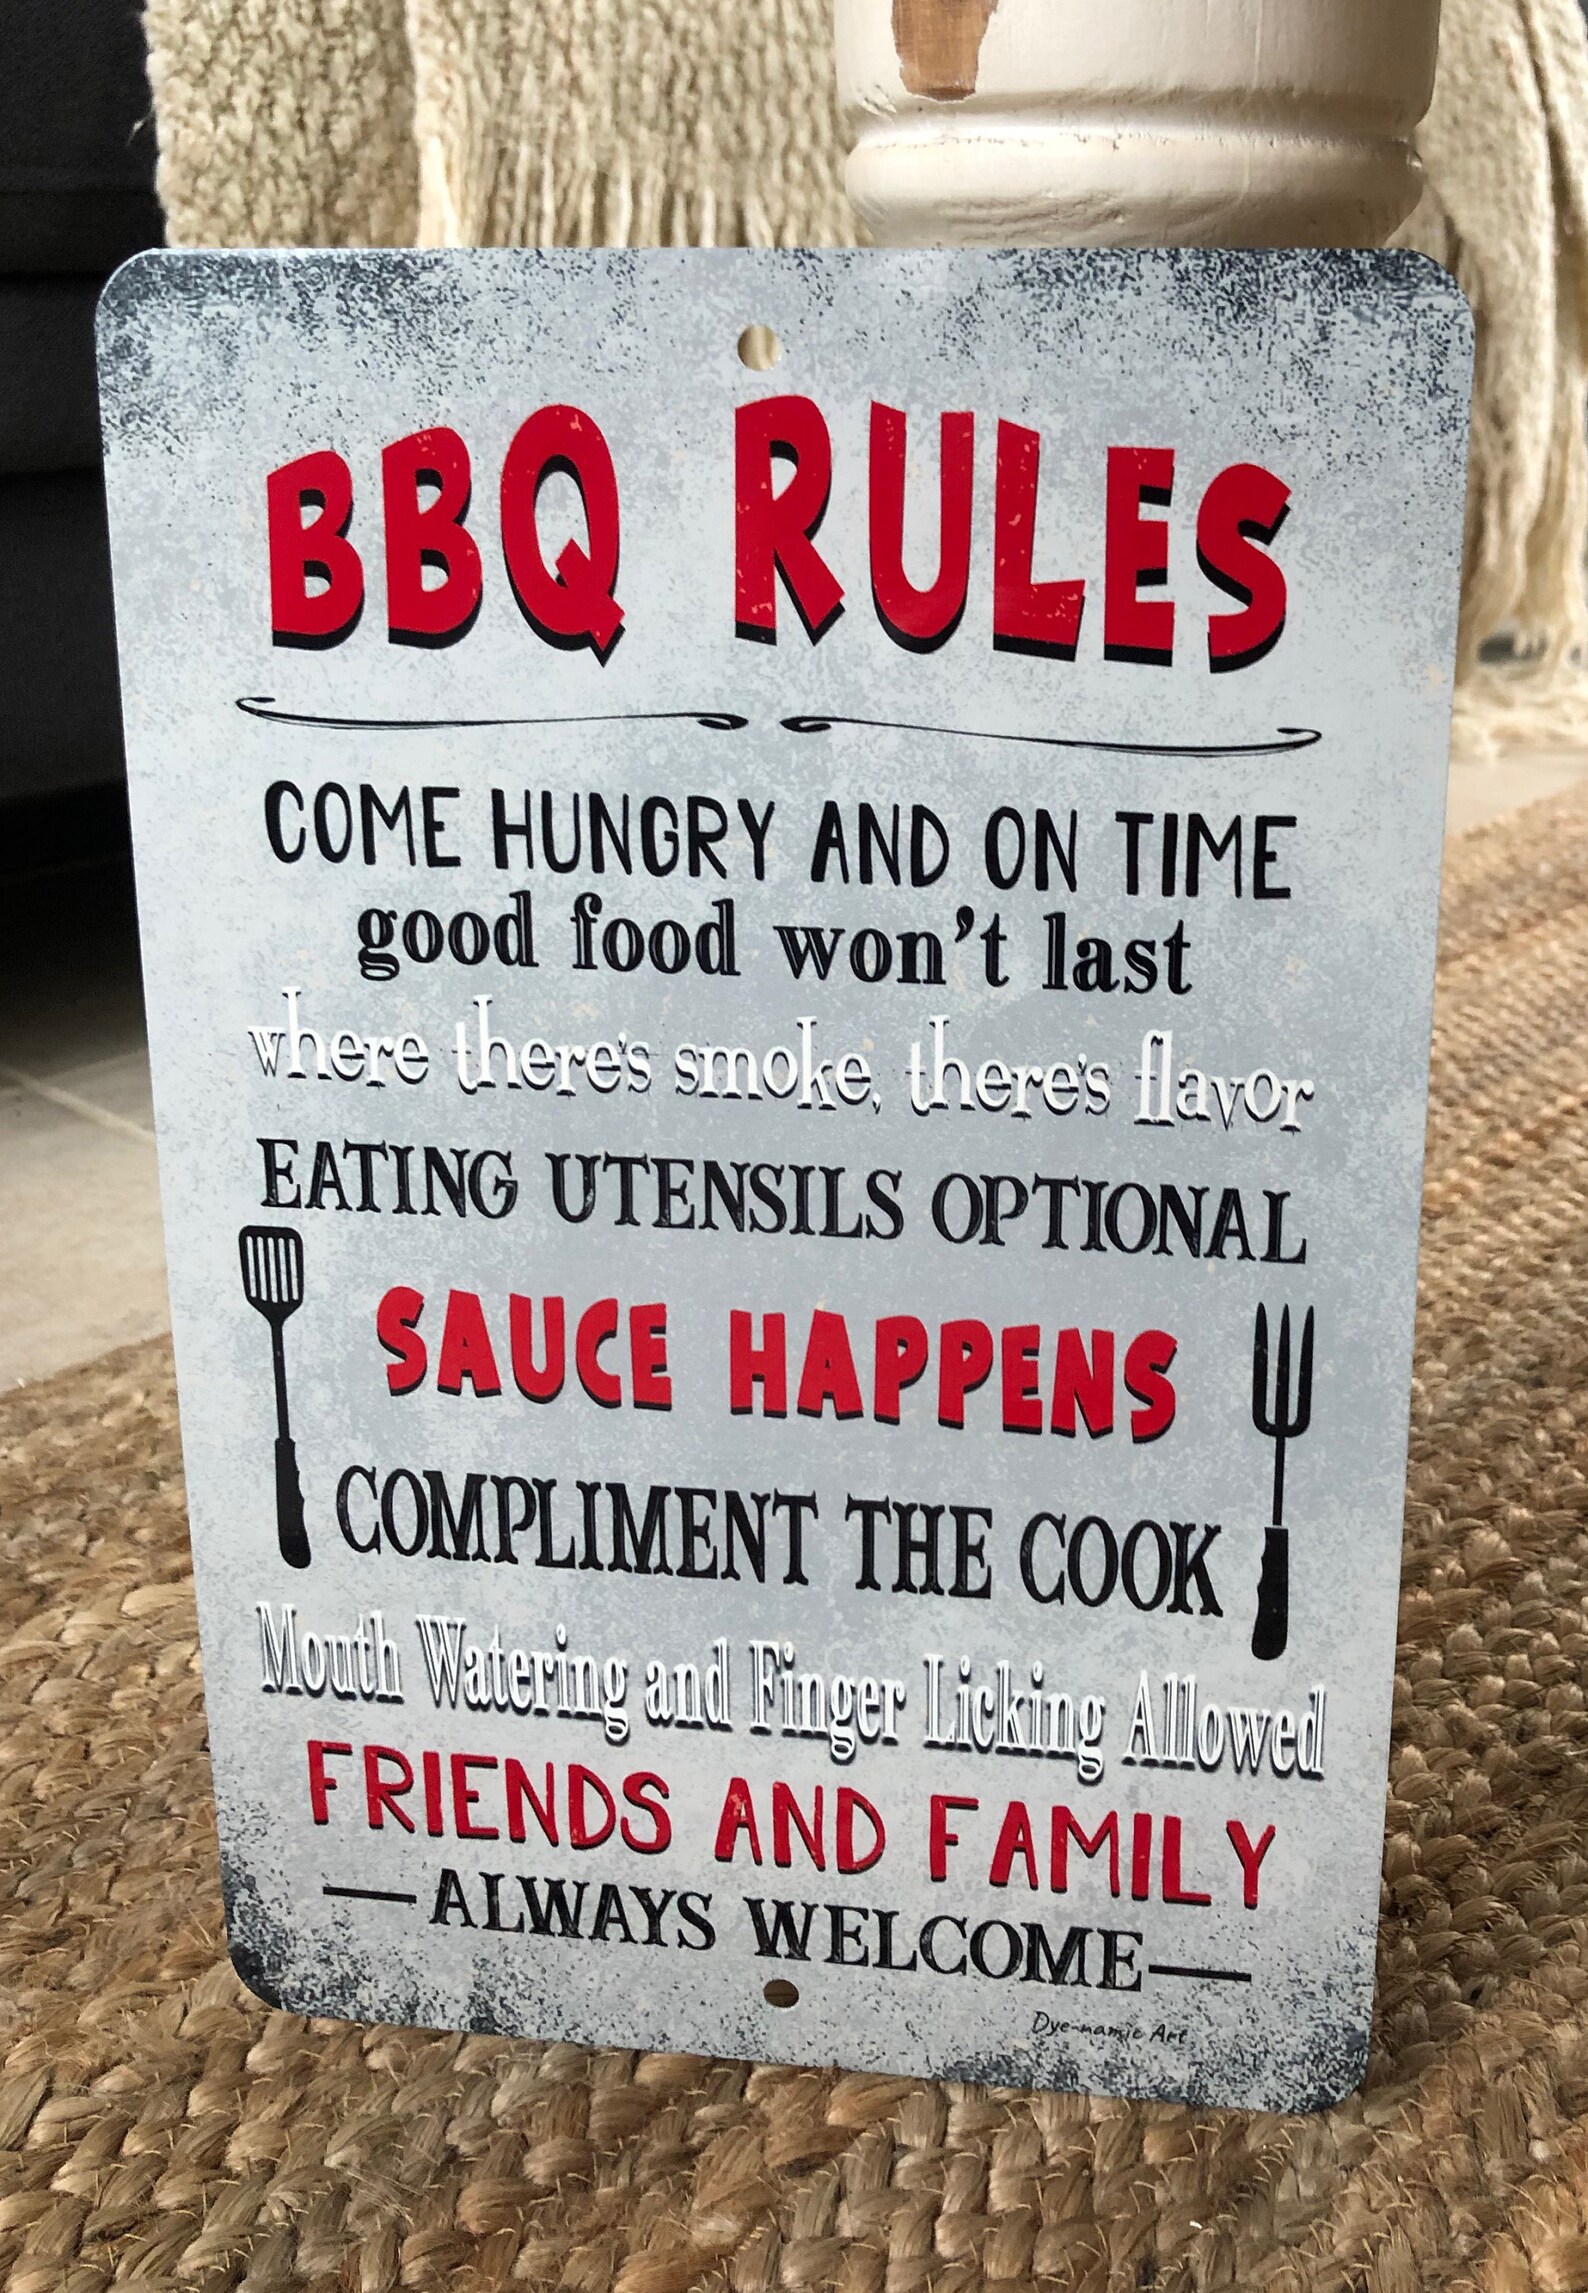 BBQ RULES
COME HUNGRY AND ON TIME
good food won't last
where there's smoke, there's flavor
EATING UTENSILS OPTIONAL
SAUCE HAPPENS
COMPLIMENT THE COOK
Mouth Watering and Finger Licking Allowed
FRIENDS AND FAMILY
—ALWAYS WELCOME—
Dye-namic Art